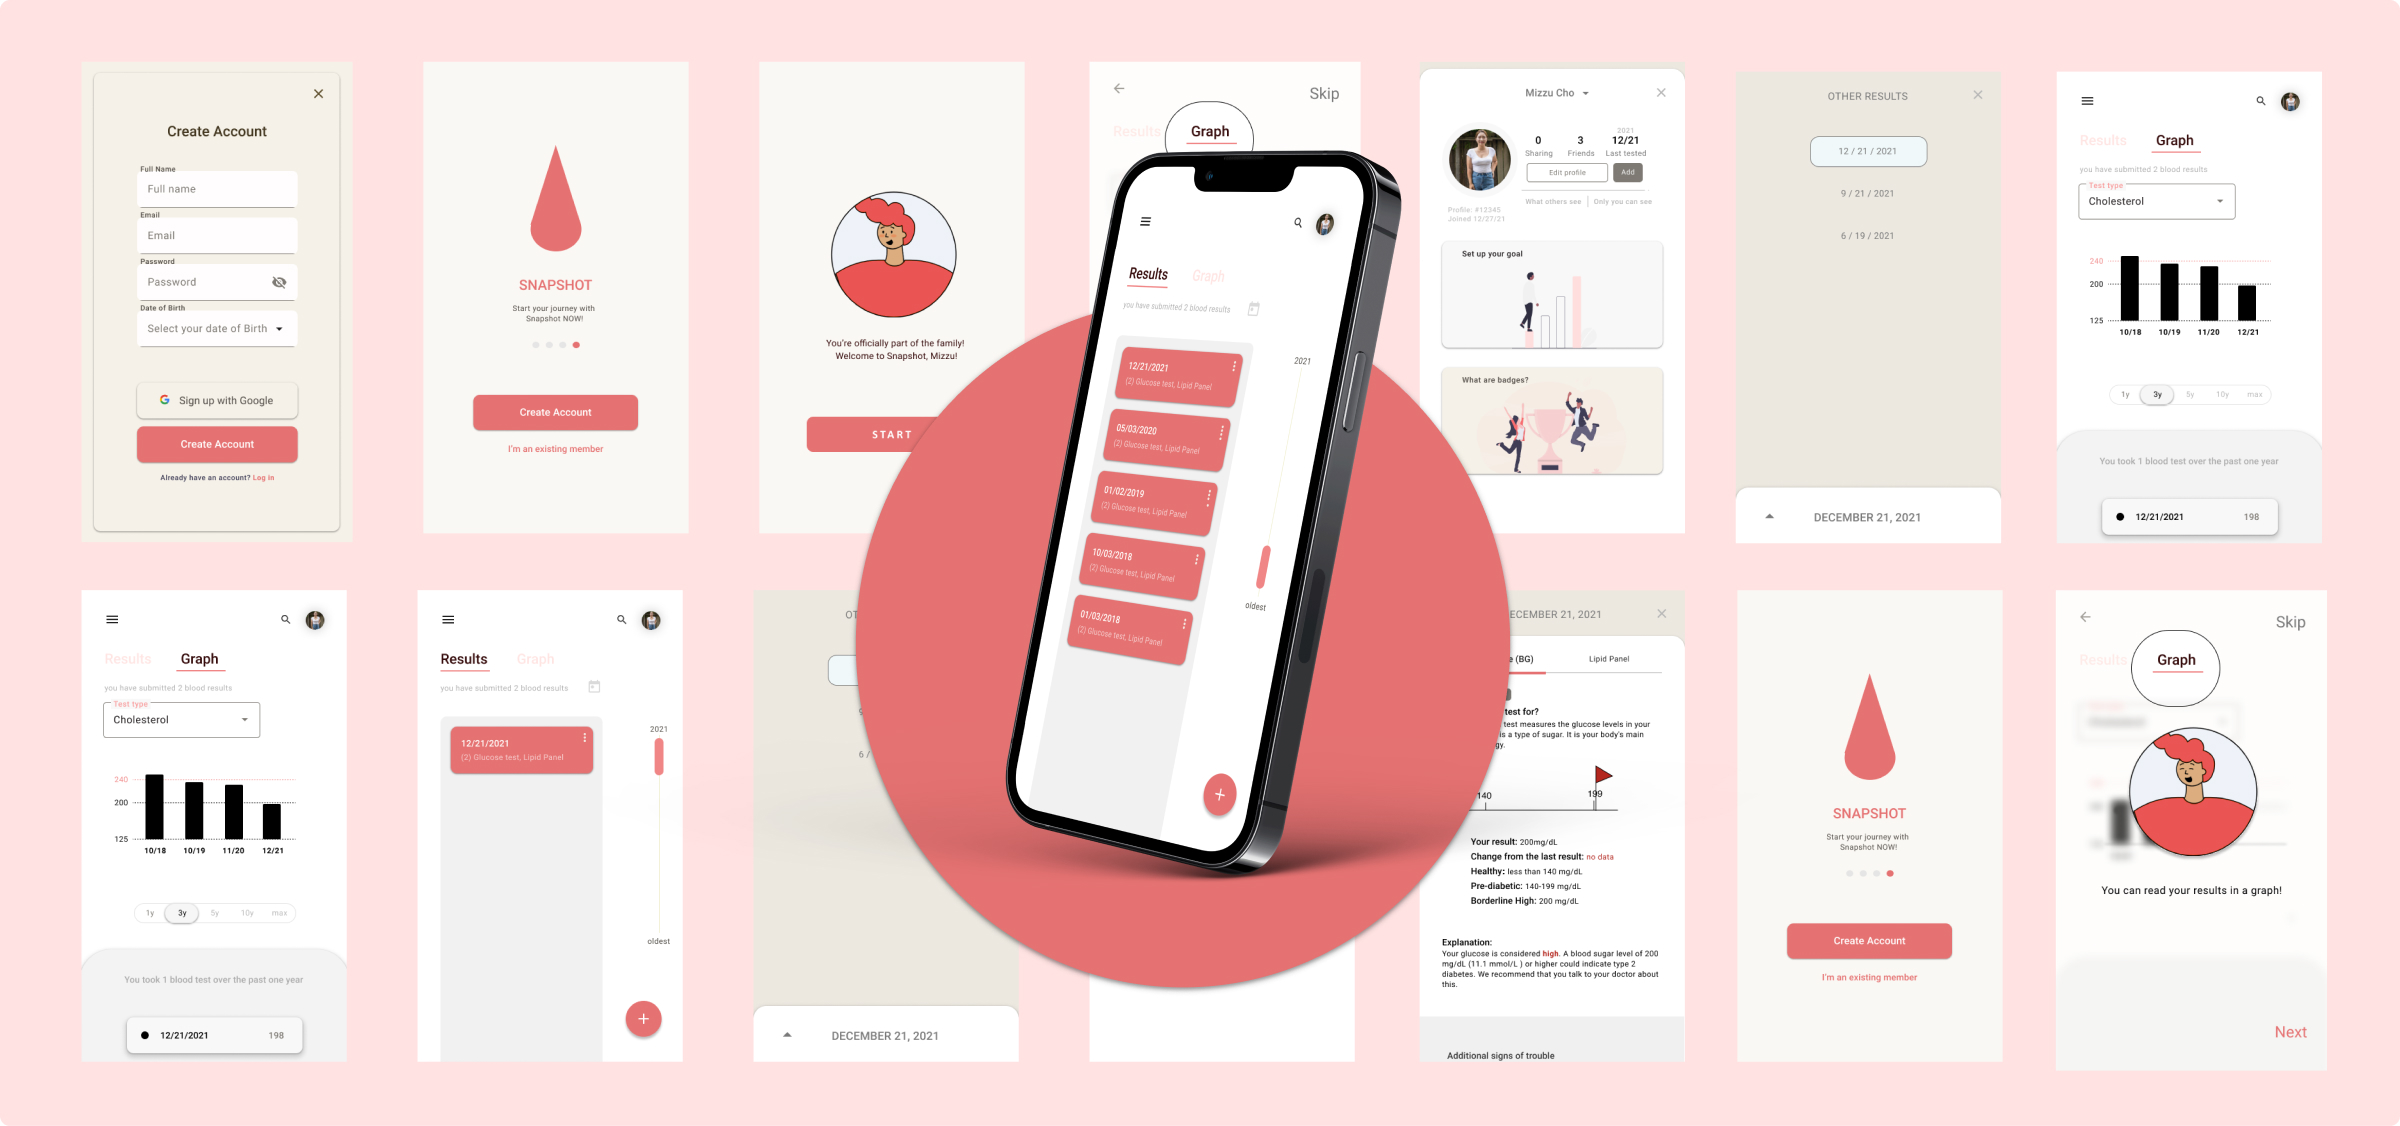 Create Account
Full Name
Full name
Email
Email
Password
Password
Date of Birth
Select your date of Birth
Sign up with Google
Create Account
Already have an account? Log in
SNAPSHOT
Start your journey with
Snapshot NOW!
Create Account
I'm an existing member
You're officially part of the family!
Welcome to Snapshot, Mizzu!
START
Skip
Results
Graph
Results
Graph
you have submitted 2 blood results
12/21/2021
(2) Glucose test, Lipid Panel
05/03/2020
(2) Glucose test, Lipid Panel
01/02/2019
(2) Glucose test, Lipid Panel
10/03/2018
(2) Glucose test, Lipid Panel
01/03/2018
(2) Glucose test, Lipid Panel
2021
oldest
+
Mizzu Cho
0
3
2021
12/21
Sharing
Friends
Last tested
Edit profile
Add
What others see
Only you can see
Profile: #12345
Joined 12/27/21
Set up your goal
What are badges?
OTHER RESULTS
12 / 21 / 2021
9 / 21 / 2021
6 / 19 / 2021
DECEMBER 21, 2021
Results
Graph
you have submitted 2 blood results
Test type
Cholesterol
240
200
125
10/18
10/19
11/20
12/21
1y
3y
5y
10y
max
You took 1 blood test over the past one year
12/21/2021
198
Results
Graph
you have submitted 2 blood results
Test type
Cholesterol
240
200
125
10/18
10/19
11/20
12/21
1y
3y
5y
10y
max
You took 1 blood test over the past one year
12/21/2021
198
Results
Graph
you have submitted 2 blood results
12/21/2021
(2) Glucose test, Lipid Panel
2021
oldest
+
OT
9
6 /
DECEMBER 21, 2021
ECEMBER 21, 2021
e (BG)
Lipid Panel
test for?
test measures the glucose levels in your
is a type of sugar. It is your body's main
gy.
140
199
Your result: 200mg/dL
Change from the last result: no data
Healthy: less than 140 mg/dL
Pre-diabetic: 140-199 mg/dL
Borderline High: 200 mg/dL
Explanation:
Your glucose is considered high. A blood sugar level of 200
mg/dL (11.1 mmol/L ) or higher could indicate type 2
diabetes. We recommend that you talk to your doctor about
this.
Additional signs of trouble
SNAPSHOT
Start your journey with
Snapshot NOW!
Create Account
I'm an existing member
Skip
Results
Graph
You can read your results in a graph!
Next